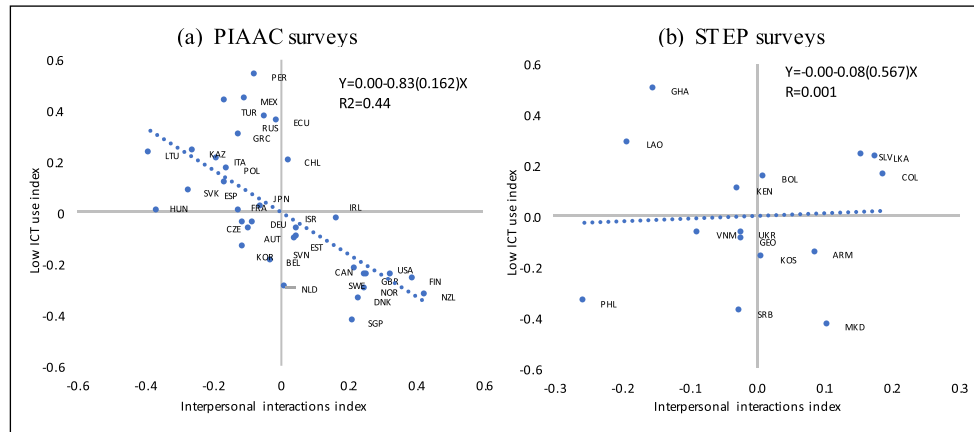 (a) PIAAC surveys
(b) STEP surveys
Y=0.00-0.83(0.162)X
R2=0.44
Y=-0.00-0.08(0.567)X
R=0.001
Low ICT use index
0.6
0.4
0.2
0
-0.2
-0.4
-0.6
-0.6
-0.4
-0.2
0
0.2
0.4
0.6
Interpersonal interactions index
PER
MEX
TUR
RUS
ECU
GRC
LTU
KAZ
ITA
POL
CHL
SVK
ESP
JPN
HUN
FRA
IRL
CZE
DEU
ISR
AUT
EST
KOR
BEL
SVN
CAN
USA
SWE
GBR
FIN
NLD
NOR
NZL
DNK
SGP
Low ICT use index
0.6
0.4
0.2
0.0
-0.2
-0.4
-0.6
-0.3
-0.2
-0.1
0.0
0.1
0.2
0.3
Interpersonal interactions index
GHA
LAO
SLV
LKA
BOL
COL
KEN
VNM
UKR
GEO
KOS
ARM
PHL
SRB
MKD